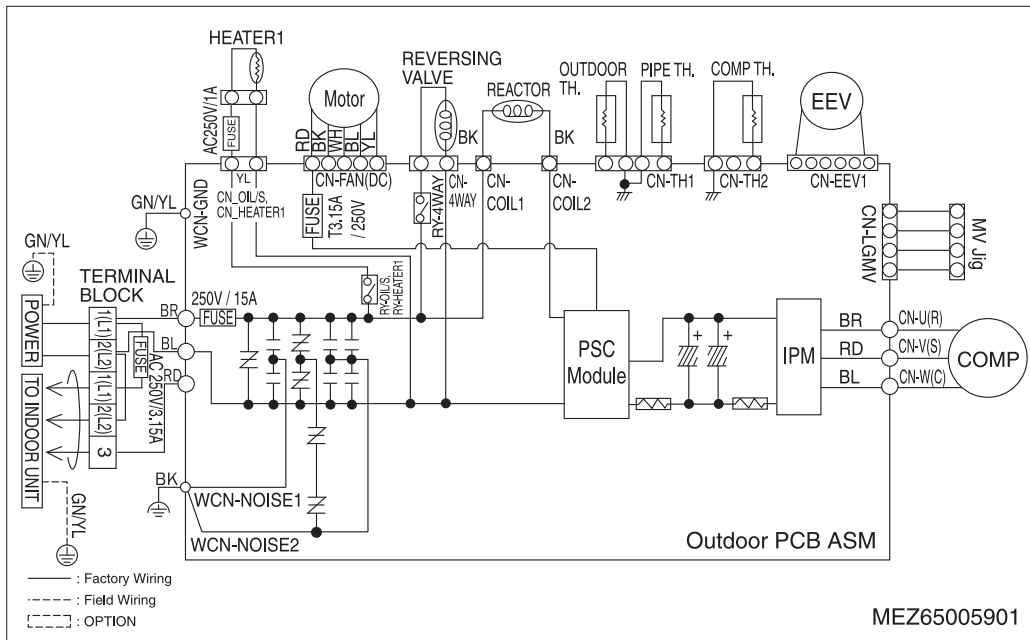 HEATER1
AC250V/1A
FUSE
Motor
RD
BK
WH
BL
YL
REVERSING
VALVE
BK
REACTOR
BK
OUTDOOR
TH.
PIPE TH.
COMP TH.
EEV
YL
CN_OIL/S,
CN_HEATER1
CN-FAN(DC)
FUSE
T3.15A
/ 250V
RY-4WAY
CN-
4WAY
CN-
COIL1
CN-
COIL2
CN-TH1
CN-TH2
CN-EEV1
GN/YL
WCN-GND
CN-LGMV
MV Jig
GN/YL
TERMINAL
BLOCK
POWER
TO INDOOR UNIT
1(L1)
2(L2)
1(L1)
2(L2)
3
FUSE
AC 250V/3.15A
BR
BL
RD
250V / 15A
FUSE
RY-OIL/S,
RY-HEATER1
PSC
Module
IPM
BR
RD
BL
CN-U(R)
CN-V(S)
CN-W(C)
COMP
BK
WCN-NOISE1
WCN-NOISE2
GN/YL
Outdoor PCB ASM
: Factory Wiring
: Field Wiring
: OPTION
MEZ65005901